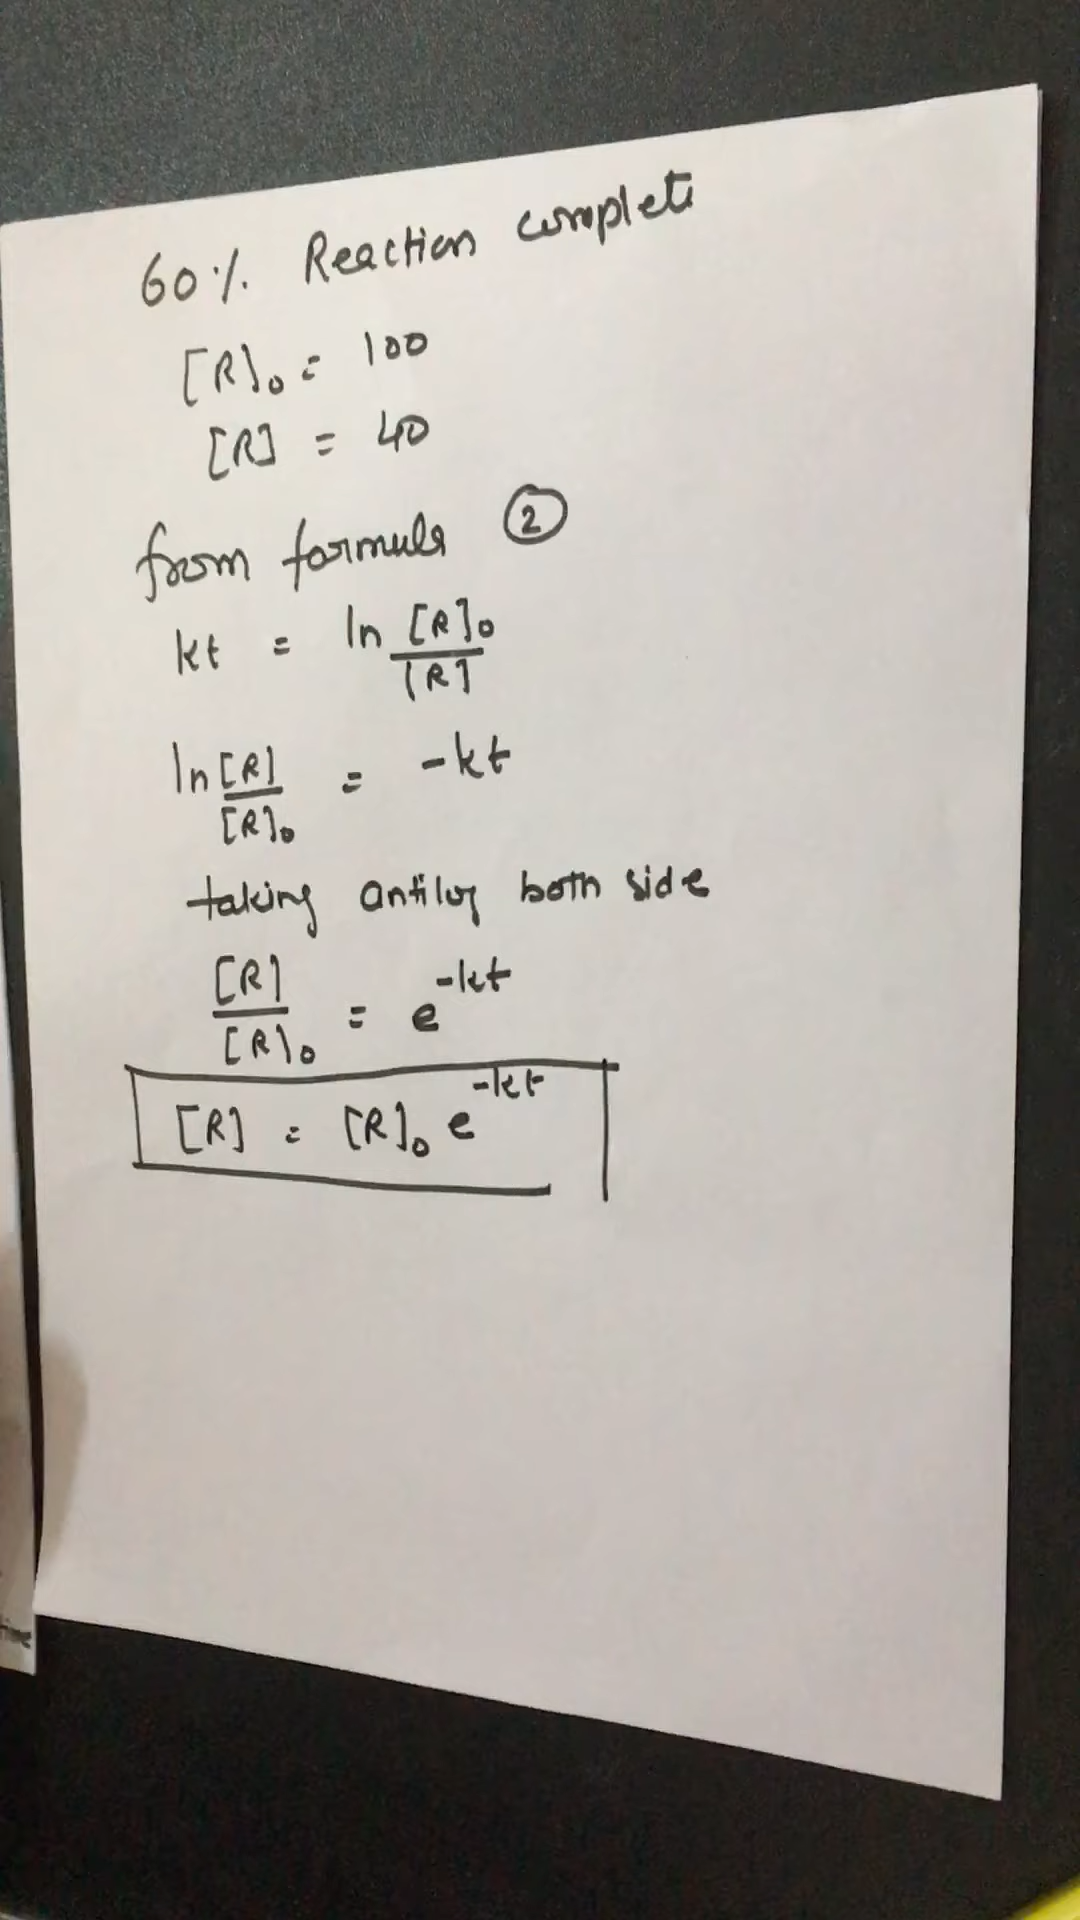 60% Reaction complete
[R]₀ = 100
[R] = 40
from formula ②
kt = ln [R]₀/[R]
ln [R]/[R]₀ = -kt
taking antilog both side
[R]/[R]₀ = e^-kt
[R] = [R]₀ e^-kt